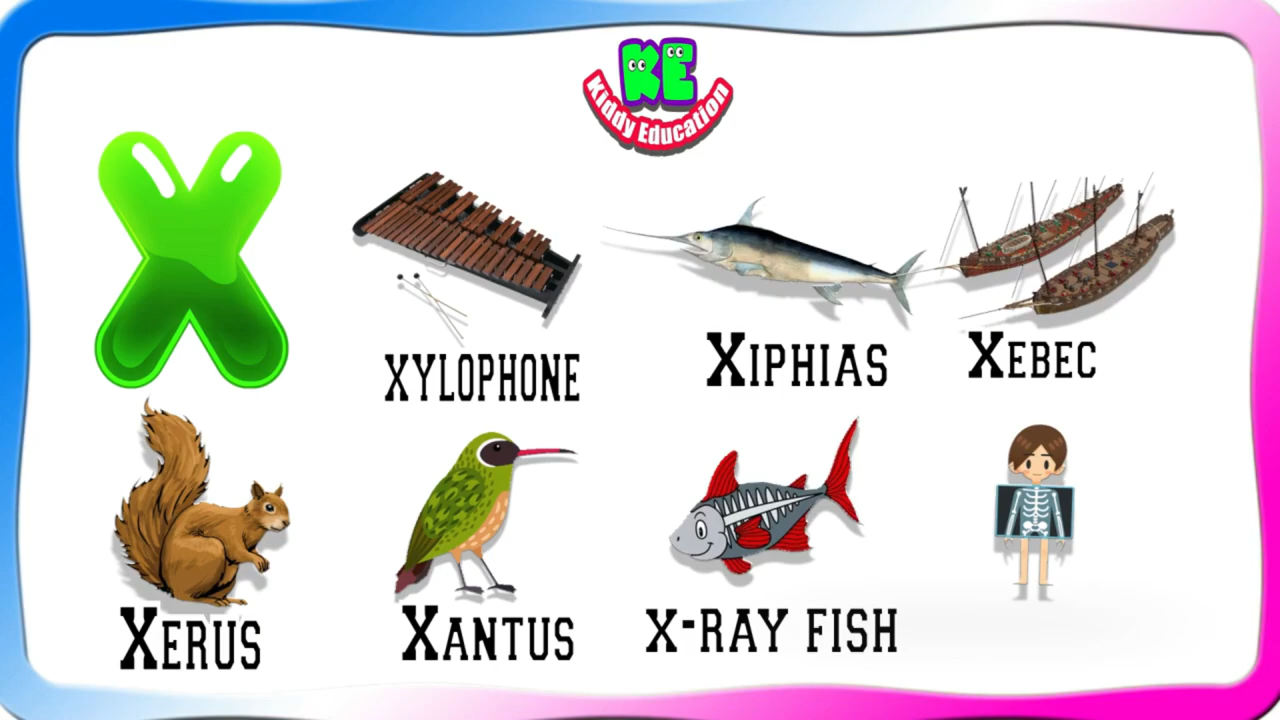 KE
Kiddy Education
X
XYLOPHONE
XIPHIAS
XEBEC
XERUS
XANTUS
X-RAY FISH